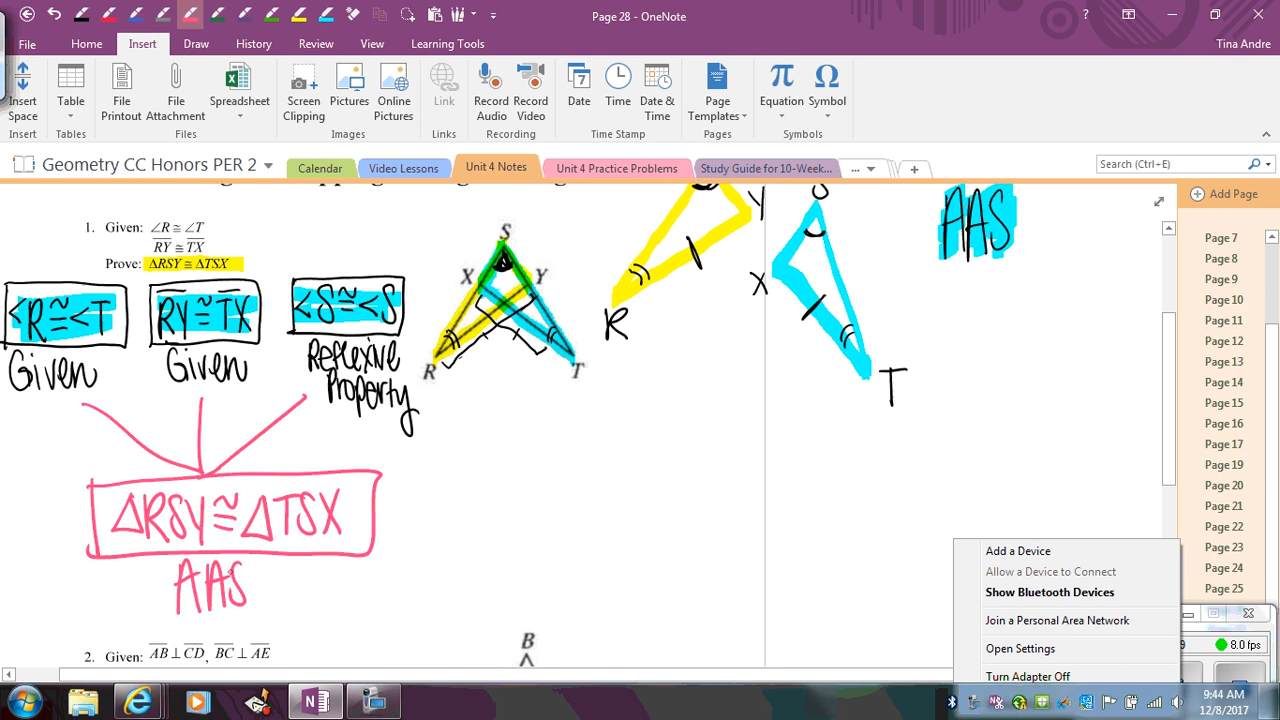 Page 28 - OneNote
?
Tina Andre
File Home Insert Draw History Review View Learning Tools
Insert Space
Table
File Printout
File Attachment
Spreadsheet
Screen Clipping
Pictures
Online Pictures
Link
Record Audio
Record Video
Date
Time
Date & Time
Page Templates
Equation
Symbol
Insert Tables Files Images Links Recording Time Stamp Pages Symbols
Geometry CC Honors PER 2
Calendar Video Lessons Unit 4 Notes Unit 4 Practice Problems Study Guide for 10-Week... ...
Search (Ctrl+E)
Add Page
Page 7
Page 8
Page 9
Page 10
Page 11
Page 12
Page 13
Page 14
Page 15
Page 16
Page 17
Page 18
Page 19
Page 20
Page 21
Page 22
Page 23
Page 24
Page 25
1. Given: ∠R ≅ ∠T
RY ≅ TX
Prove: ΔRSY ≅ ΔTSX
<R≅<T
Given
RY≅TX
Given
<S≅<S
Reflexive
Property
ΔRSY≅ΔTSX
AAS
S
X Y
R T
Y
R
S
X
T
AAS
2. Given: AB ⊥ CD, BC ⊥ AE
B
Add a Device
Allow a Device to Connect
Show Bluetooth Devices
Join a Personal Area Network
Open Settings
Turn Adapter Off
8.0 fps
9:44 AM
12/8/2017